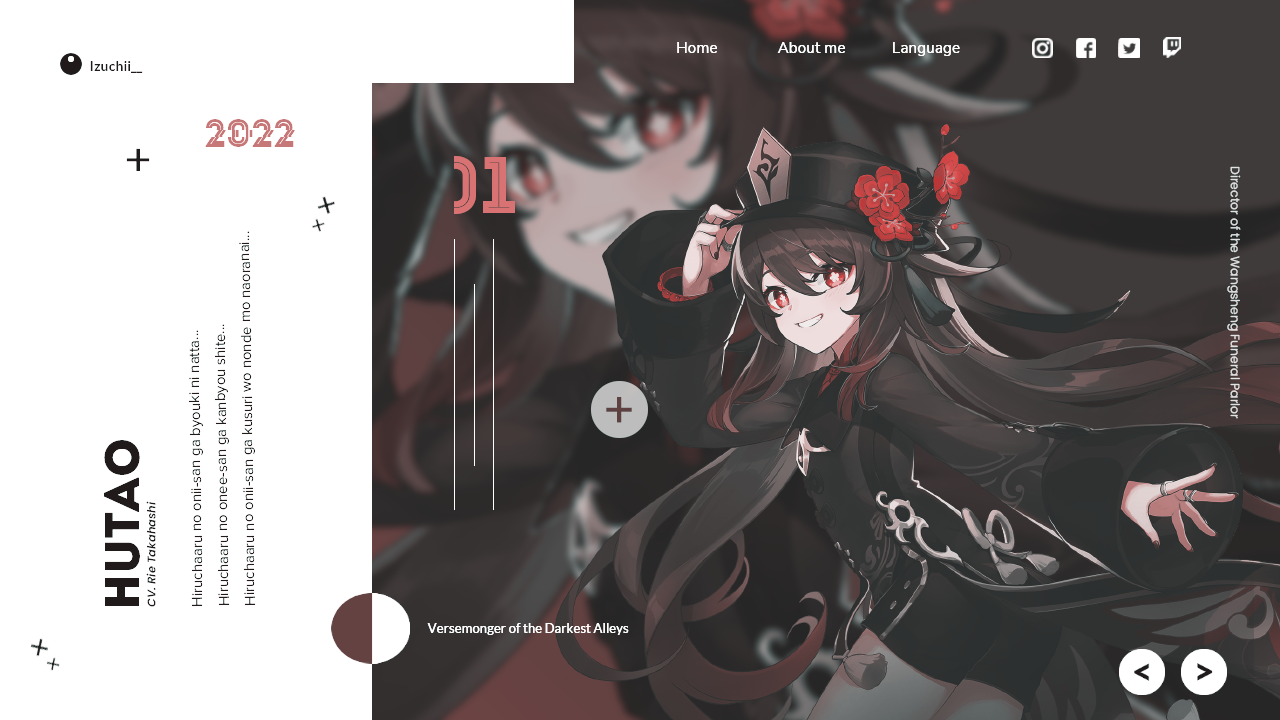 Izuchii__
Home
About me
Language
2022
01
HUTAO
CV. Rie Takahashi
Hiruchaaru no onii-san ga byouki ni natta...
Hiruchaaru no onee-san ga kanbyou shite...
Hiruchaaru no onii-san ga kusuri wo nonde mo naoranai...
Director of the Wangsheng Funeral Parlor
Versemonger of the Darkest Alleys
< >